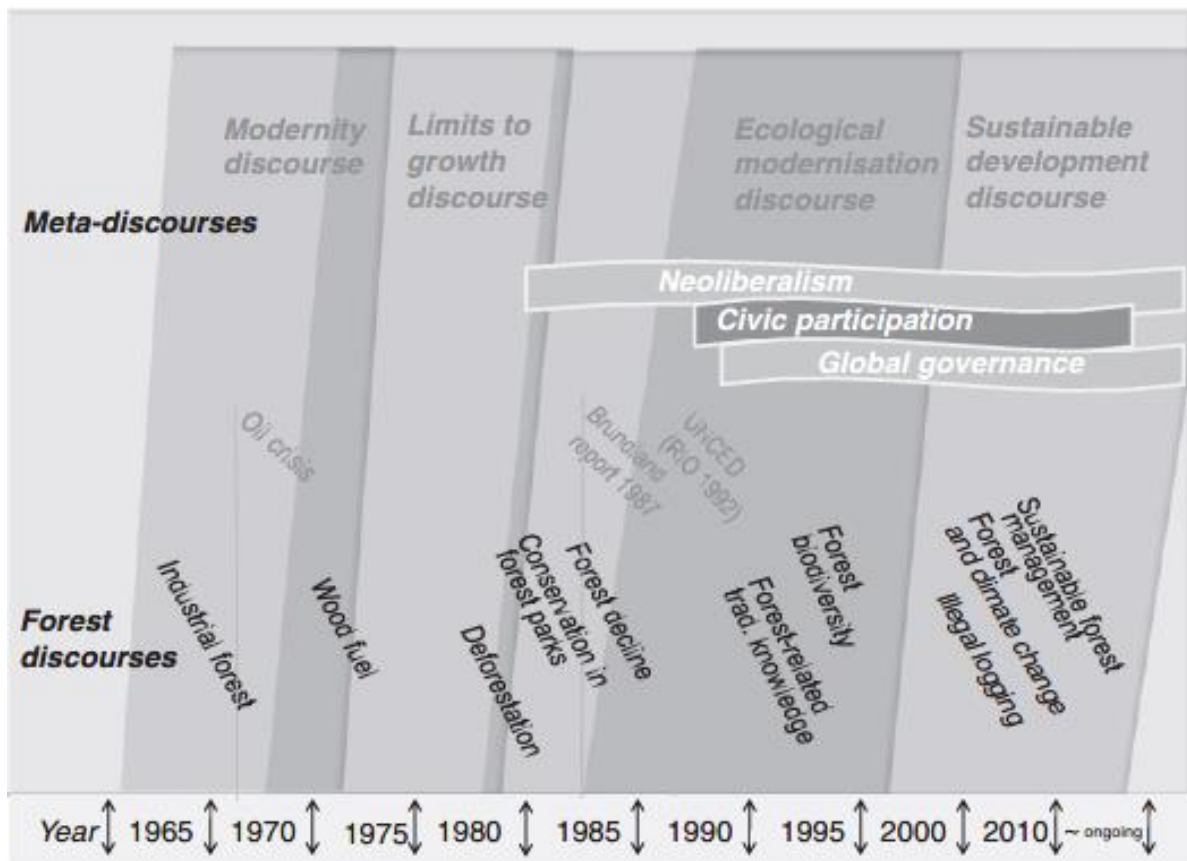 Modernity
discourse
Limits to
growth
discourse
Ecological
modernisation
discourse
Sustainable
development
discourse
Meta-discourses
Neoliberalism
Civic participation
Global governance
Oil crisis
Brundland
report 1987
UNCED
(RIO 1992)
Forest
discourses
Industrial forest
Wood fuel
Deforestation
Conservation in
forest parks
Forest decline
Forest-related
trad. knowledge
Forest
biodiversity
Sustainable forest
management
Forest
and climate change
Illegal logging
Year 1965 1970 1975 1980 1985 1990 1995 2000 2010 ~ ongoing